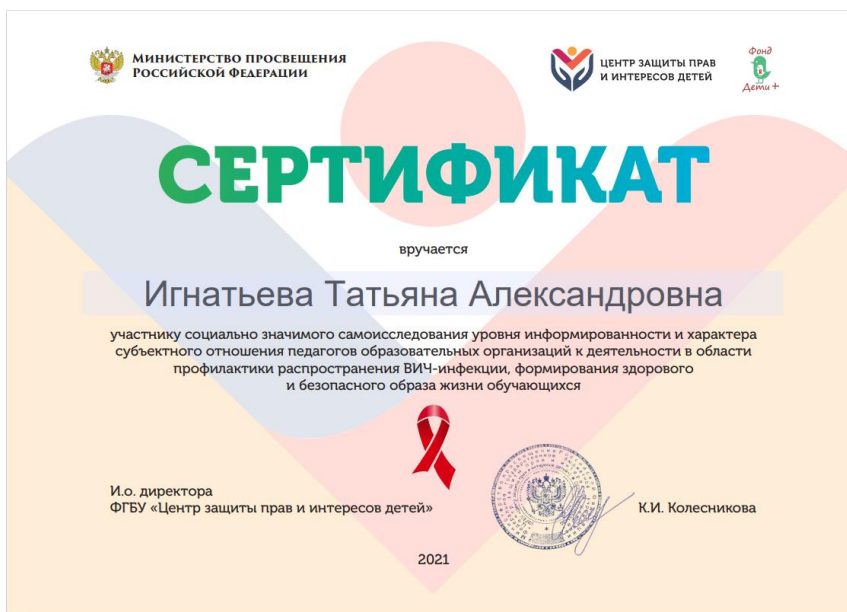 МИНИСТЕРСТВО ПРОСВЕЩЕНИЯ
РОССИЙСКОЙ ФЕДЕРАЦИИ
ЦЕНТР ЗАЩИТЫ ПРАВ
И ИНТЕРЕСОВ ДЕТЕЙ
Фонд
Дети +
СЕРТИФИКАТ
вручается
Игнатьева Татьяна Александровна
участнику социально значимого самоисследования уровня информированности и характера
субъектного отношения педагогов образовательных организаций к деятельности в области
профилактики распространения ВИЧ-инфекции, формирования здорового
и безопасного образа жизни обучающихся
И.о. директора
ФГБУ «Центр защиты прав и интересов детей»
К.И. Колесникова
2021